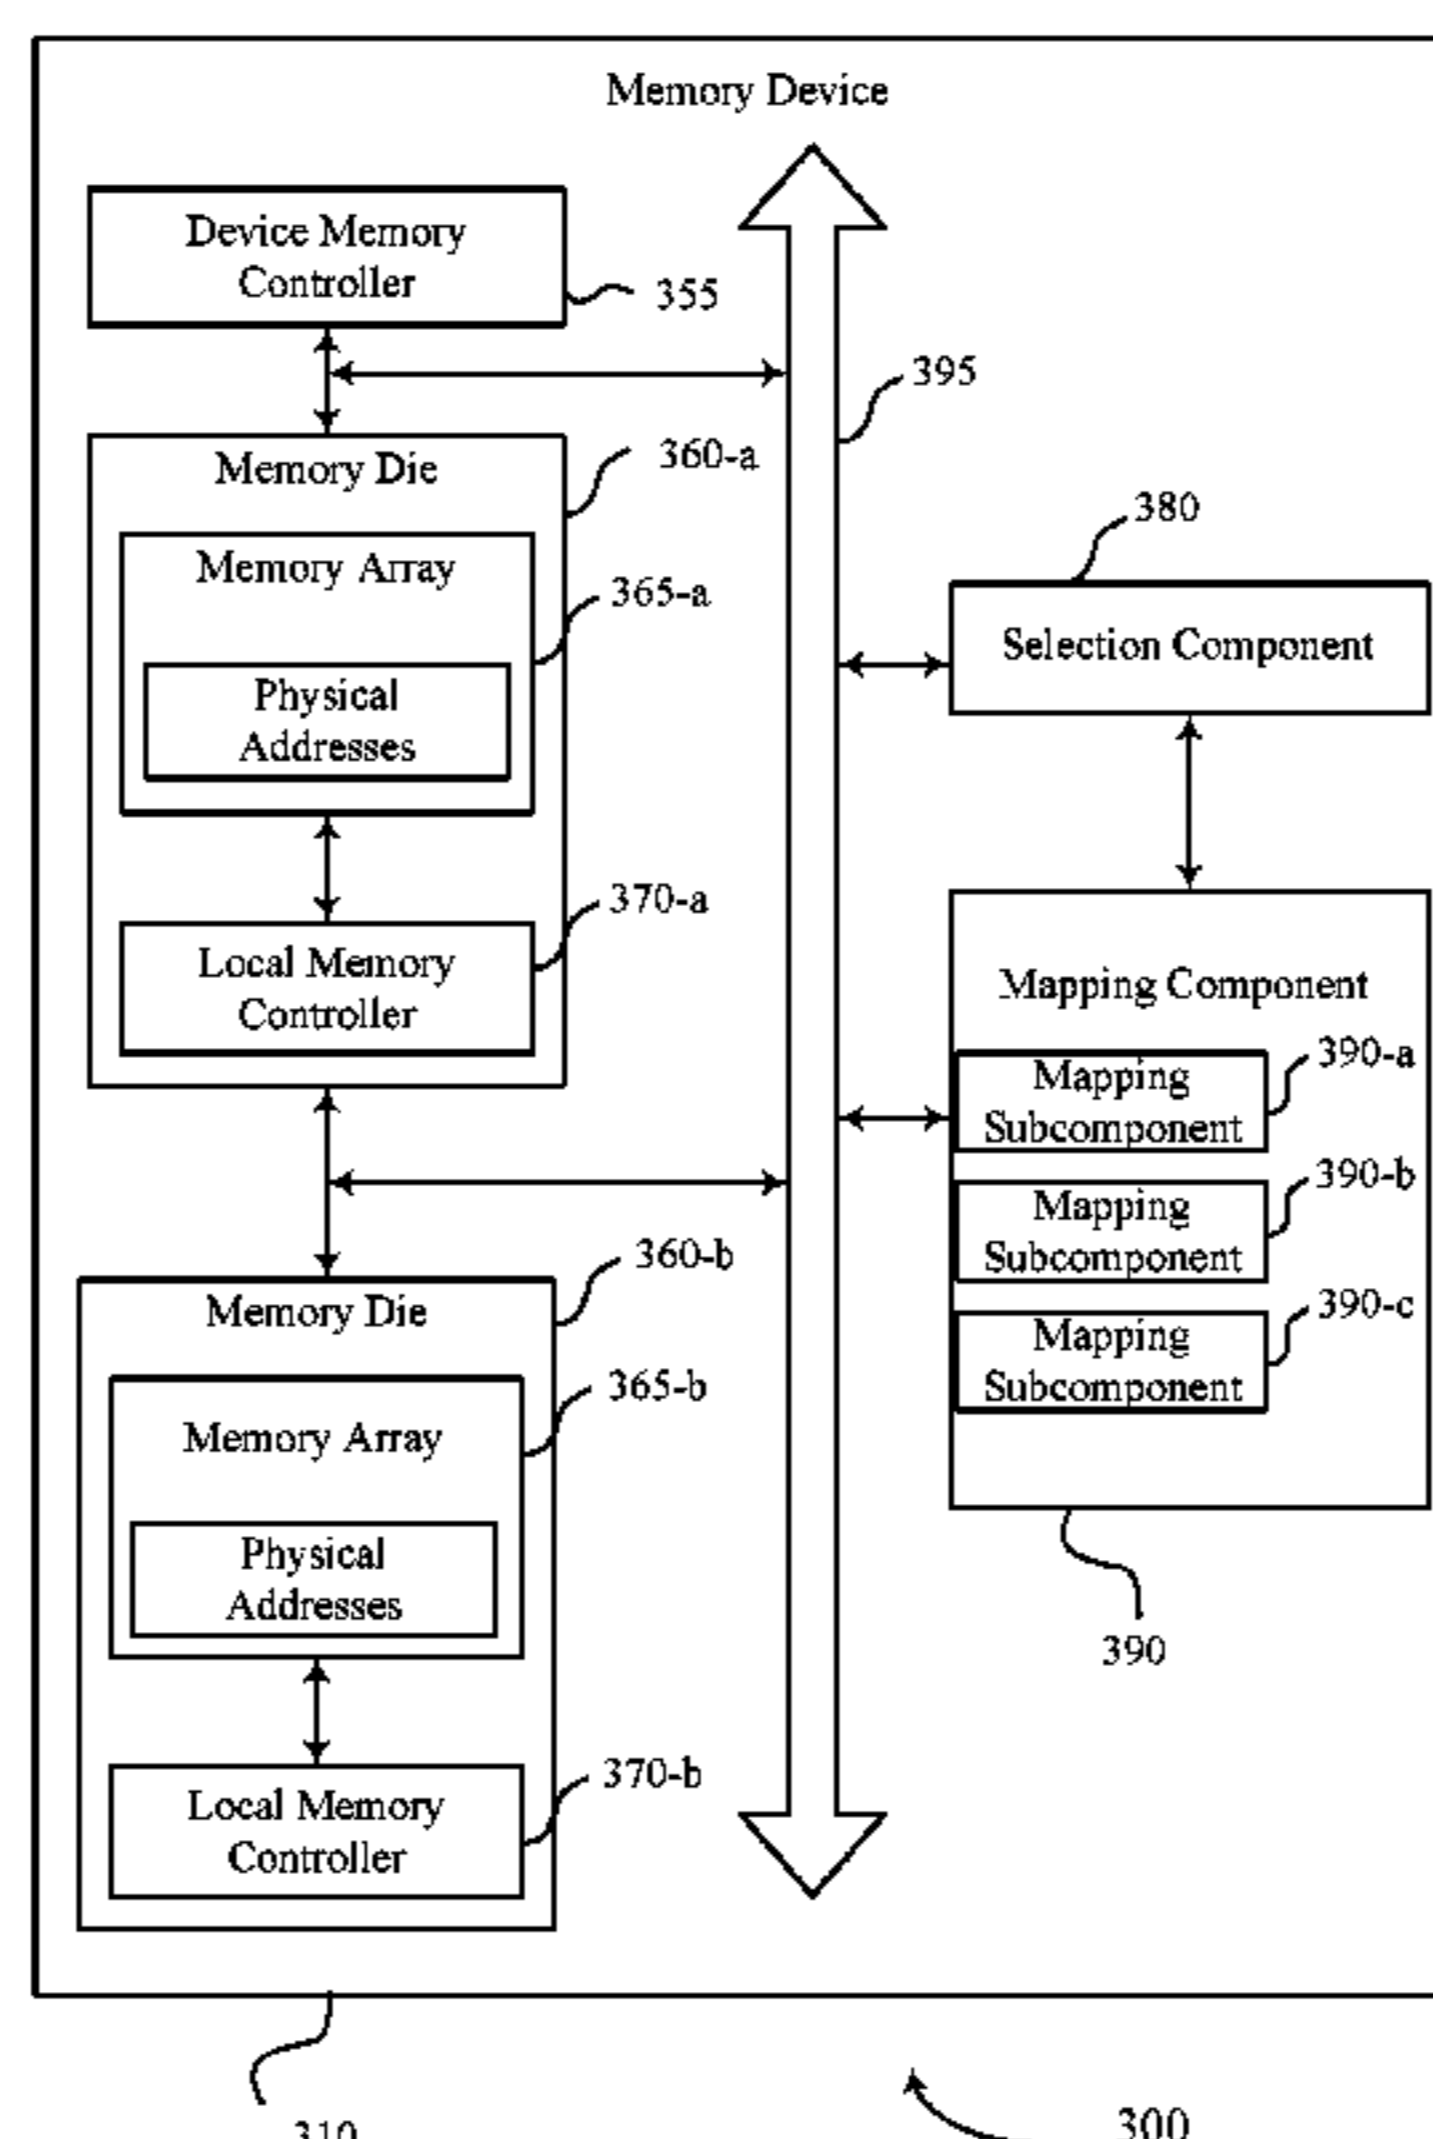 Memory Device
Device Memory
Controller
355
395
Memory Die
360-a
Memory Array
365-a
Physical
Addresses
370-a
Local Memory
Controller
380
Selection Component
Mapping Component
390-a
Mapping
Subcomponent
390-b
Mapping
Subcomponent
390-c
Mapping
Subcomponent
390
360-b
Memory Die
365-b
Memory Array
Physical
Addresses
370-b
Local Memory
Controller
310
300